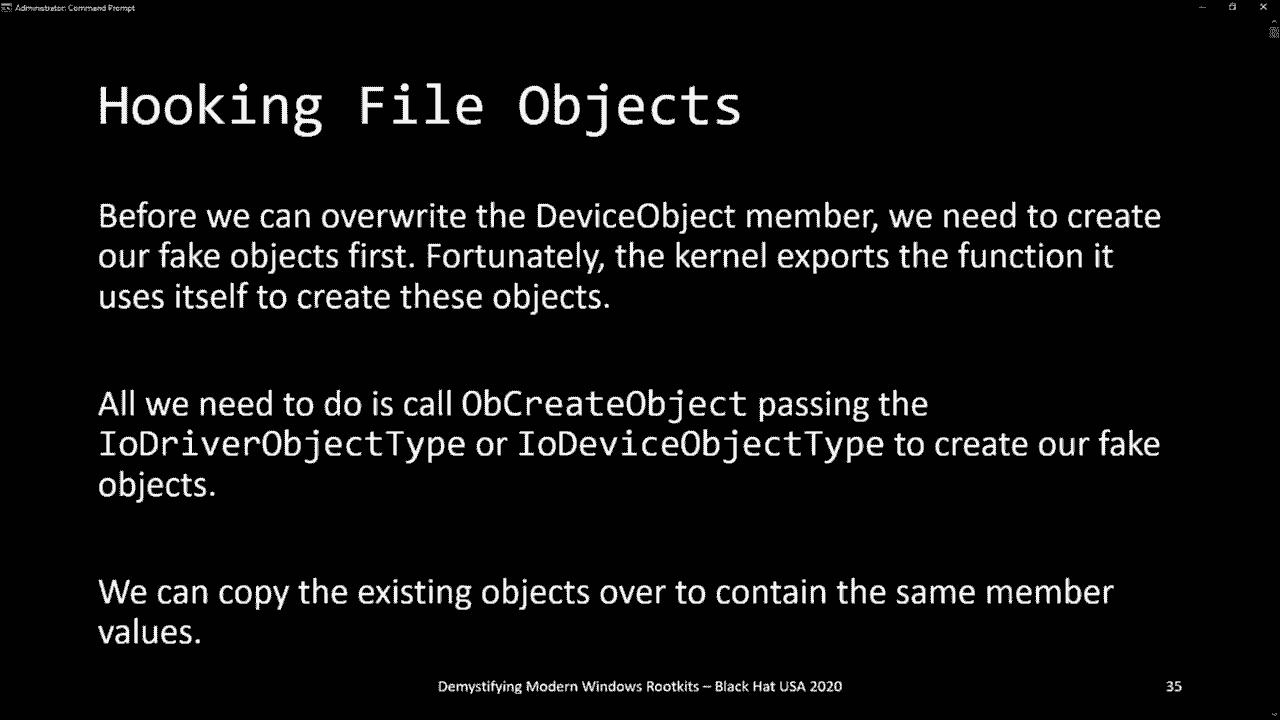 Administrator: Command Prompt
Hooking File Objects
Before we can overwrite the DeviceObject member, we need to create
our fake objects first. Fortunately, the kernel exports the function it
uses itself to create these objects.
All we need to do is call ObCreateObject passing the
IoDriverObjectType or IoDeviceObjectType to create our fake
objects.
We can copy the existing objects over to contain the same member
values.
Demystifying Modern Windows Rootkits – Black Hat USA 2020
35